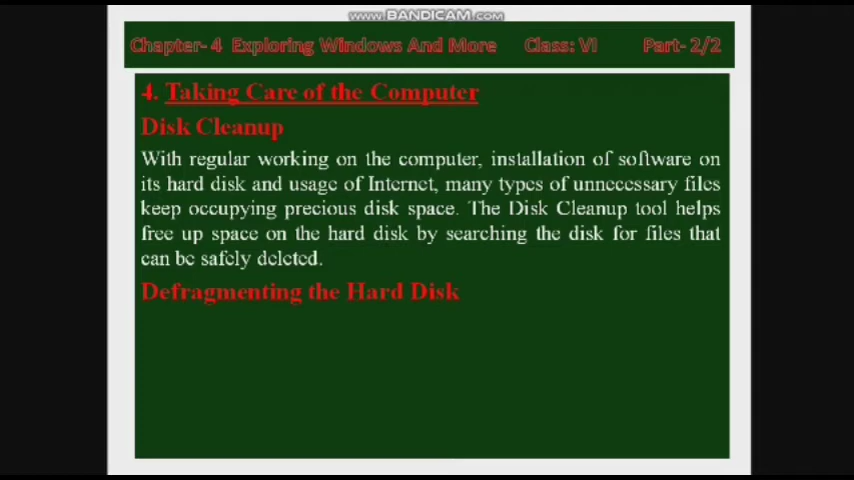 www.BANDICAM.com
Chapter- 4 Exploring Windows And More Class: VI Part- 2/2
4. Taking Care of the Computer
Disk Cleanup
With regular working on the computer, installation of software on
its hard disk and usage of Internet, many types of unnecessary files
keep occupying precious disk space. The Disk Cleanup tool helps
free up space on the hard disk by searching the disk for files that
can be safely deleted.
Defragmenting the Hard Disk